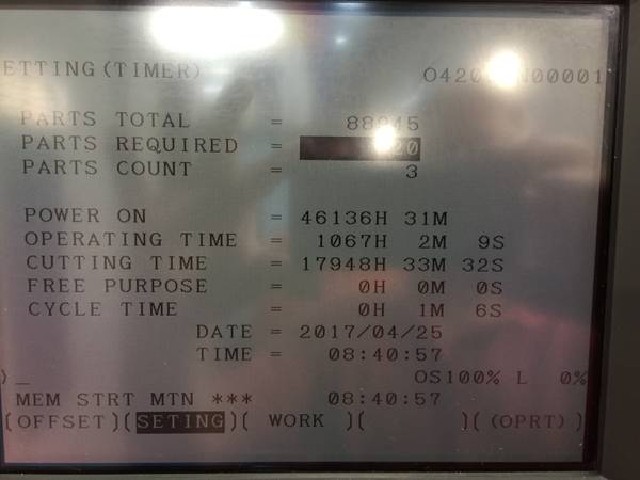 ETTING(TIMER)
PARTS TOTAL =
PARTS REQUIRED =
PARTS COUNT = 3
POWER ON = 46136H 31M
OPERATING TIME = 1067H 2M 9S
CUTTING TIME = 17948H 33M 32S
FREE PURPOSE = 0H 0M 0S
CYCLE TIME = 0H 1M 6S
DATE = 2017/04/25
TIME = 08:40:57
)_
OS100% L 0%
MEM STRT MTN *** 08:40:57
(OFFSET)(SETING)( WORK )( )( (OPRT) )